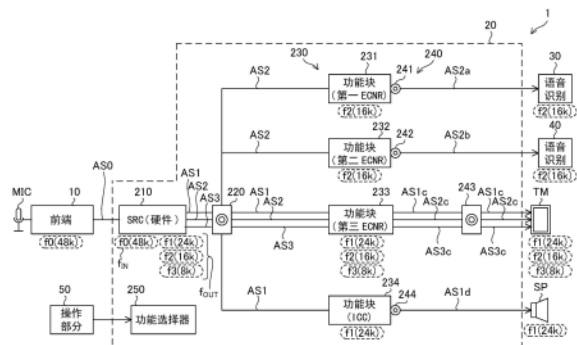 1
20
230
231
240
241
30
AS2
功能块
(第一 ECNR)
AS2a
语音
识别
f2(16k)
f2(16k)
232
242
40
AS2
功能块
(第二 ECNR)
AS2b
语音
识别
f2(16k)
f2(16k)
MIC
10
AS0
210
AS1
AS2
AS3
220
AS1
AS2
233
AS1c
AS2c
243
AS1c
AS2c
TM
前端
SRC(硬件)
功能块
(第三 ECNR)
AS3
AS3c
AS3c
f0(48k)
f0(48k)
f1(24k)
f2(16k)
f3(8k)
fIN
fOUT
f1(24k)
f2(16k)
f3(8k)
f1(24k)
f2(16k)
f3(8k)
234
244
SP
50
250
AS1
功能块
(ICC)
AS1d
操作
部分
功能选择器
f1(24k)
f1(24k)